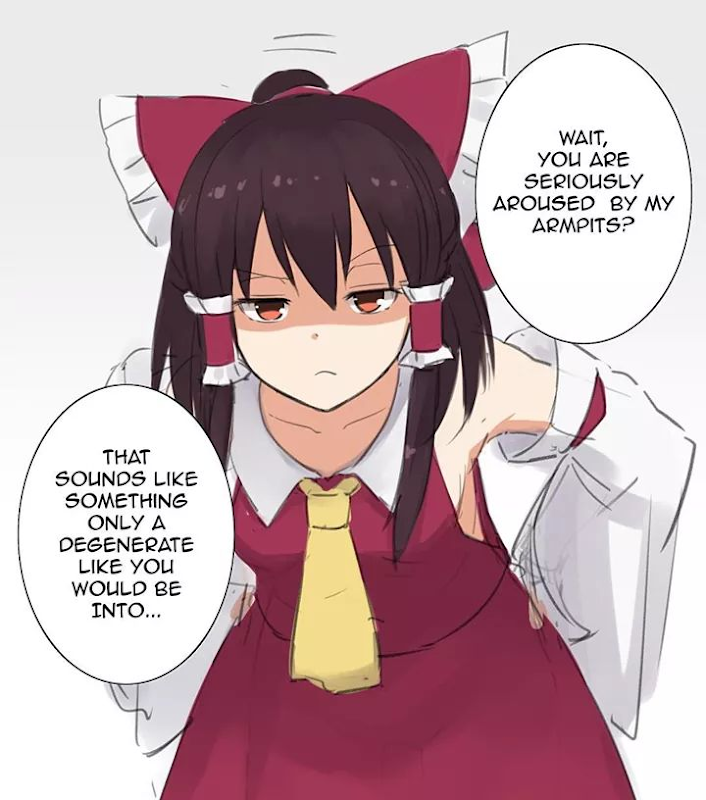 WAIT,
YOU ARE
SERIOUSLY
AROUSED BY MY
ARMPITS?
THAT
SOUNDS LIKE
SOMETHING
ONLY A
DEGENERATE
LIKE YOU
WOULD BE
INTO...